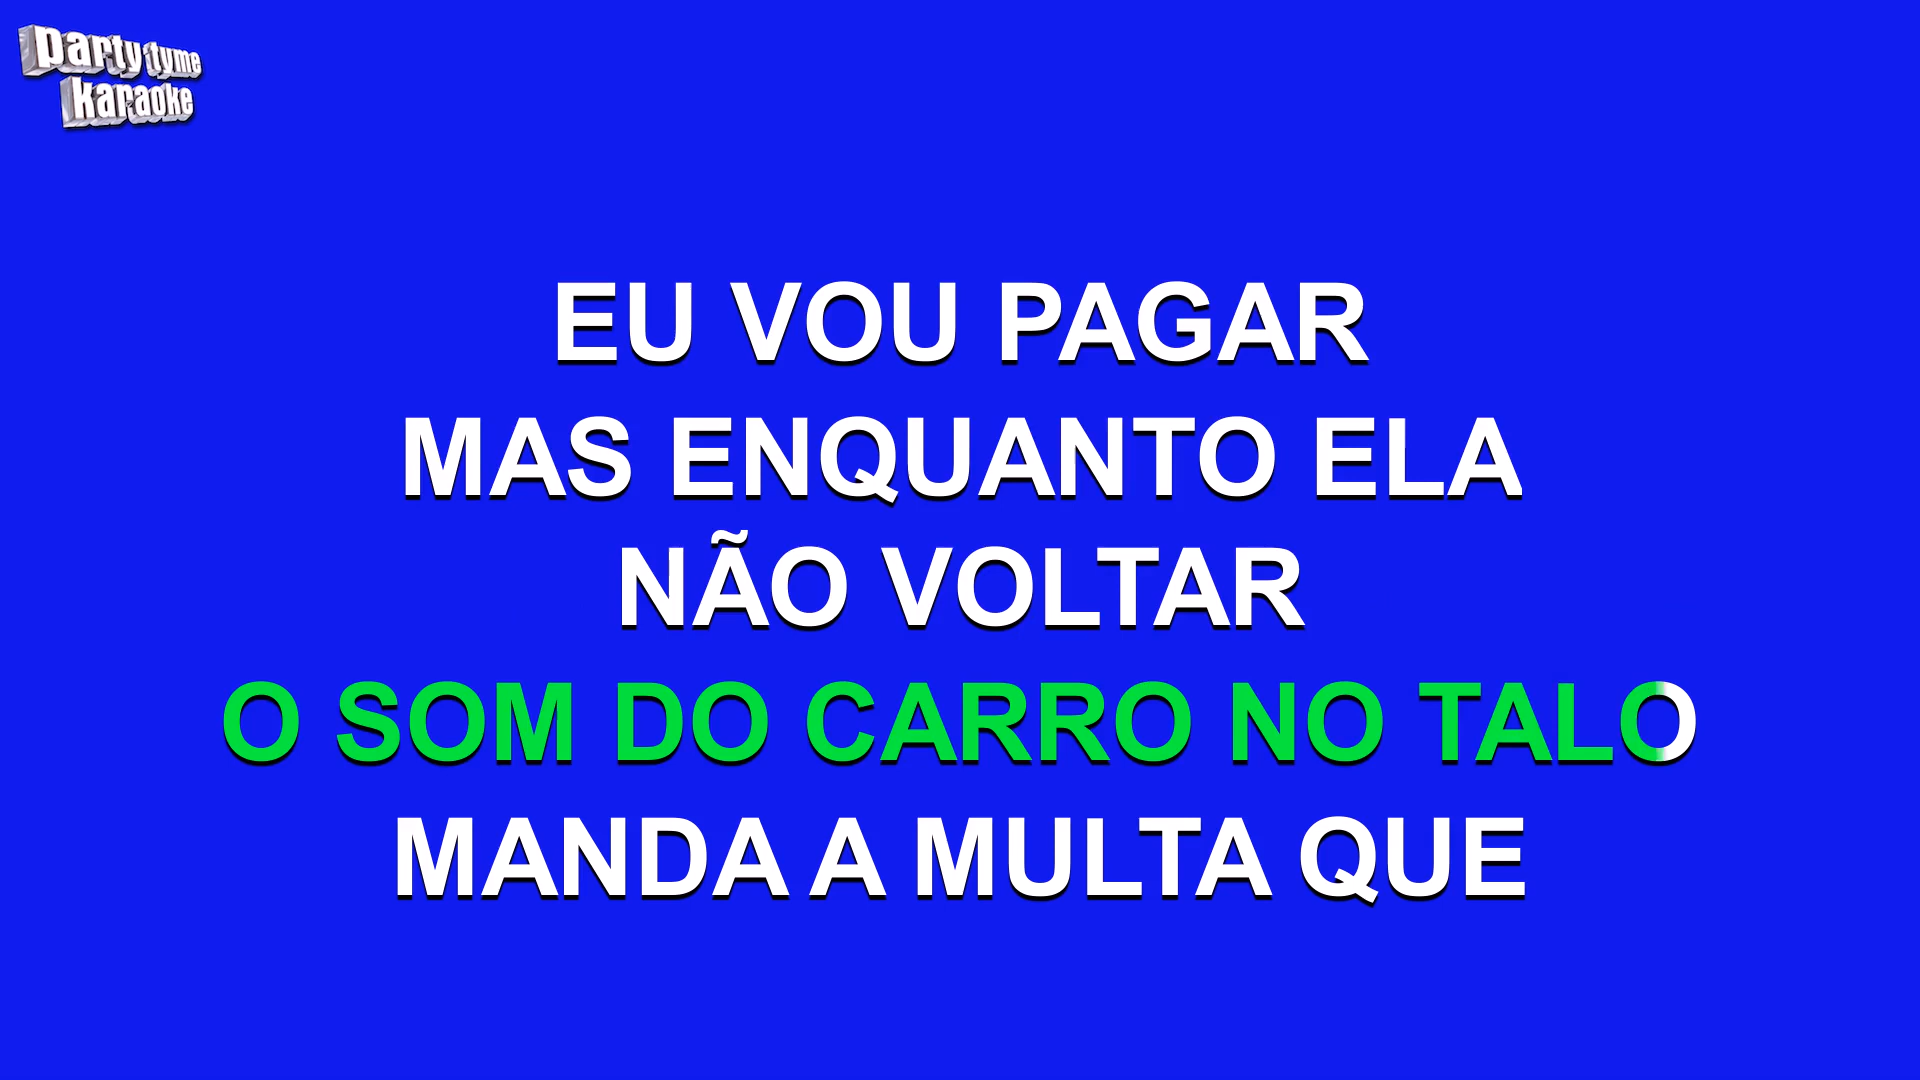 party tyme
karaoke
EU VOU PAGAR
MAS ENQUANTO ELA
NÃO VOLTAR
O SOM DO CARRO NO TALO
MANDA A MULTA QUE